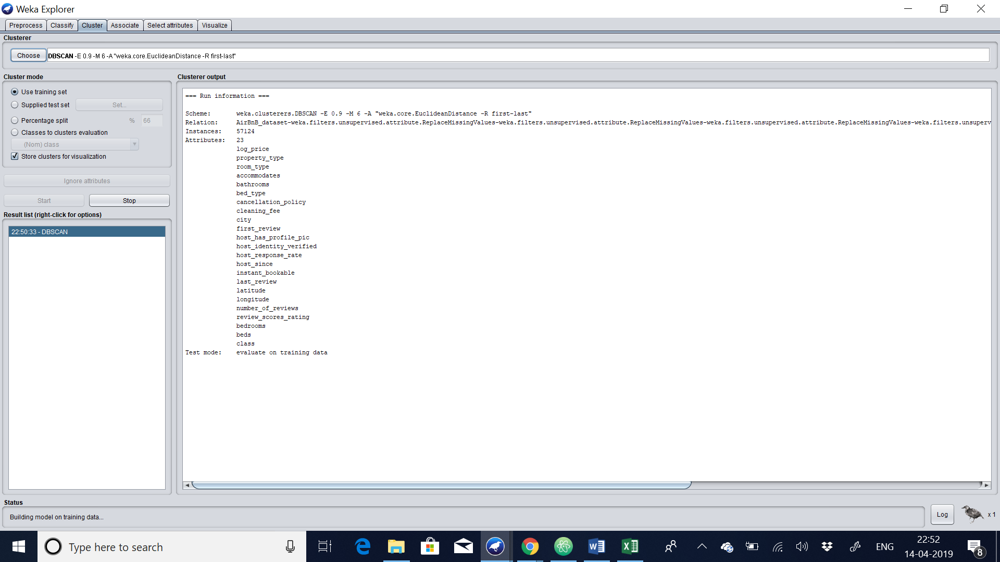 Weka Explorer
Preprocess Classify Cluster Associate Select attributes Visualize
Clusterer
Choose DBSCAN -E 0.9 -M 6 -A "weka.core.EuclideanDistance -R first-last"
Cluster mode
Use training set
Supplied test set Set...
Percentage split % 66
Classes to clusters evaluation
(Nom) class
Store clusters for visualization
Ignore attributes
Start Stop
Result list (right-click for options)
22:50:33 - DBSCAN
Clusterer output
=== Run information ===
Scheme: weka.clusterers.DBSCAN -E 0.9 -M 6 -A "weka.core.EuclideanDistance -R first-last"
Relation: AirBnB_dataset-weka.filters.unsupervised.attribute.ReplaceMissingValues-weka.filters.unsupervised.attribute.ReplaceMissingValues-weka.filters.unsupervised.attribute.ReplaceMissingValues-weka.filters.unsuperv
Instances: 57124
Attributes: 23
log_price
property_type
room_type
accommodates
bathrooms
bed_type
cancellation_policy
cleaning_fee
city
first_review
host_has_profile_pic
host_identity_verified
host_response_rate
host_since
instant_bookable
last_review
latitude
longitude
number_of_reviews
review_scores_rating
bedrooms
beds
class
Test mode: evaluate on training data
Status
Building model on training data...
Log x 1
Type here to search
ENG
22:52
14-04-2019
8